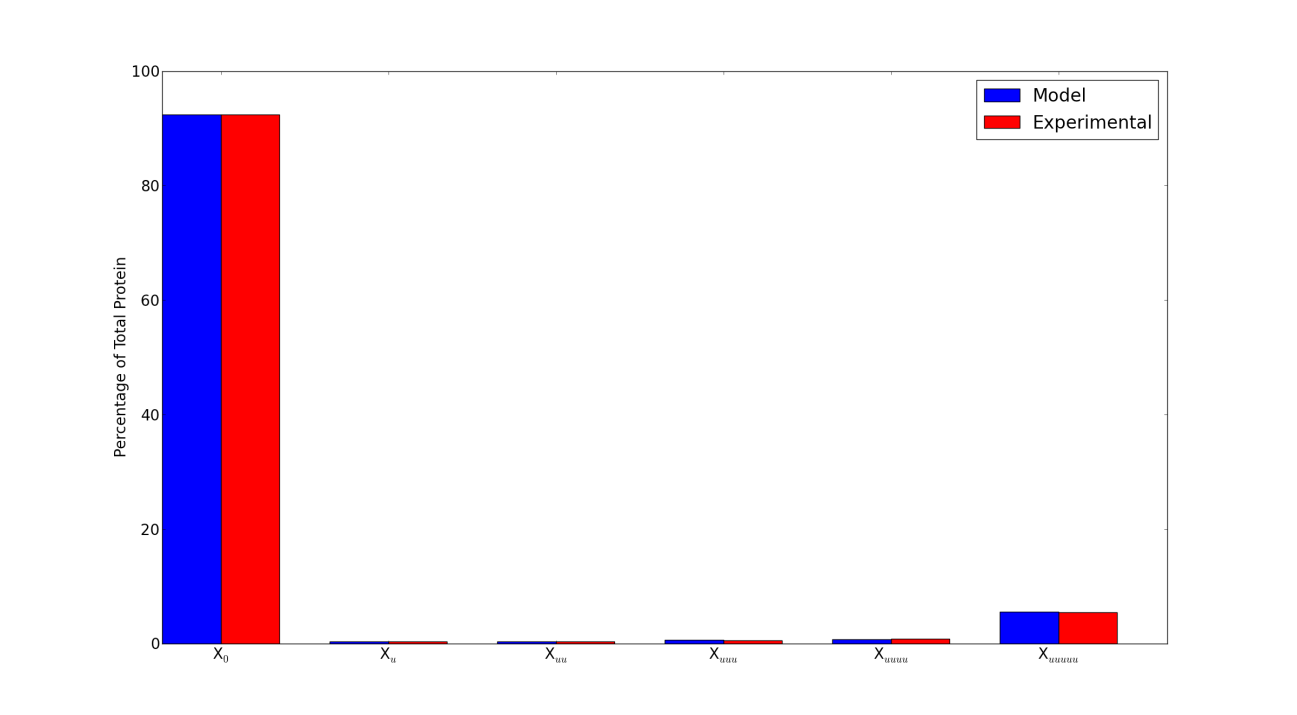 100
80
60
40
20
0
Percentage of Total Protein
Model
Experimental
X₀ Xᵤ Xᵤᵤ Xᵤᵤᵤ Xᵤᵤᵤᵤ Xᵤᵤᵤᵤᵤ